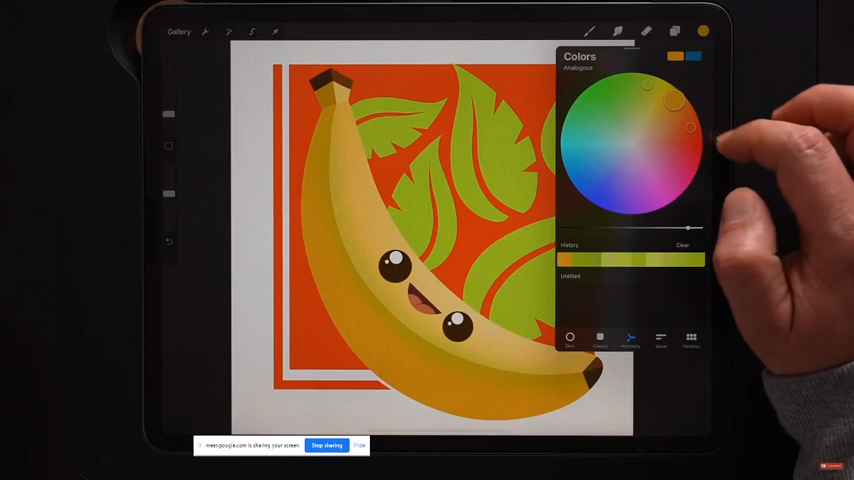 Gallery
Colors
Analogous
History
Clear
Untitled
Disc
Classic
Harmony
Value
Palettes
meet.google.com is sharing your screen.
Stop sharing
Hide